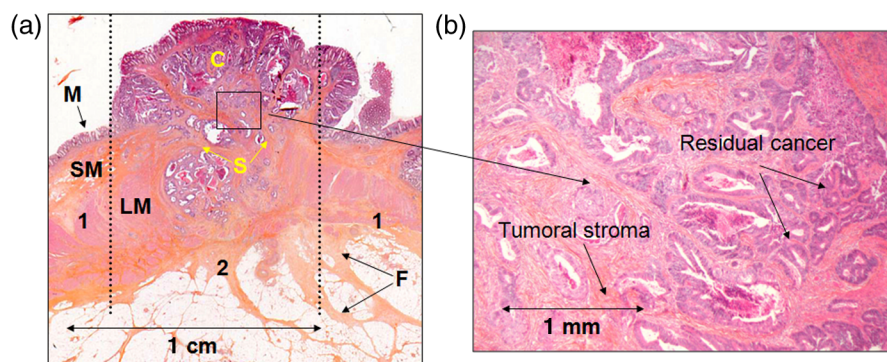 (a)
C
M
SM
S
1
LM
1
2
F
1 cm
(b)
Residual cancer
Tumoral stroma
1 mm